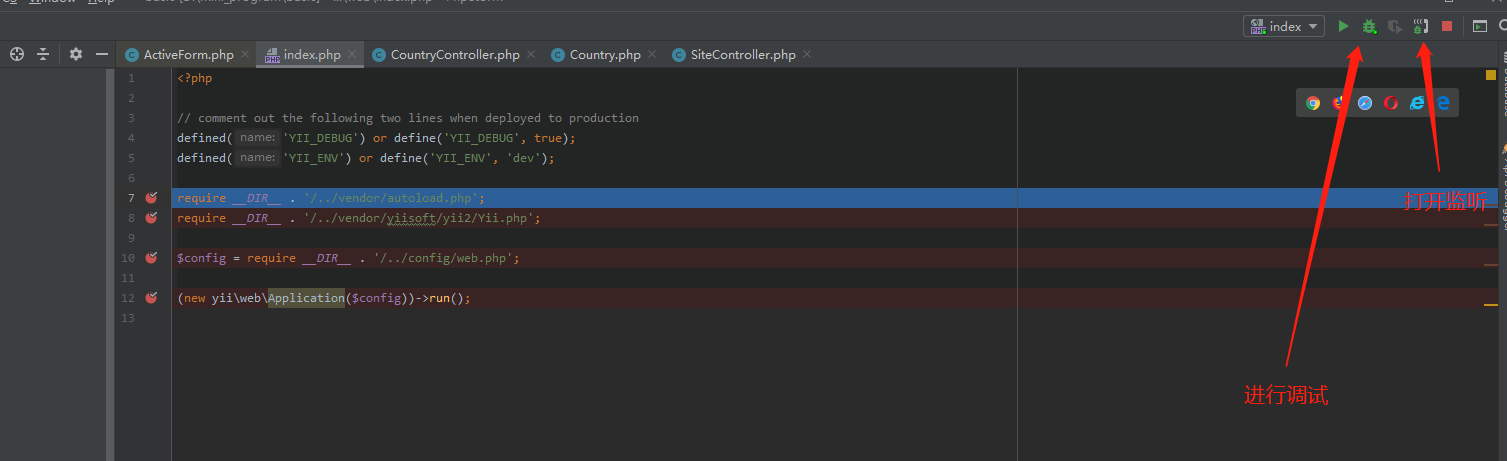 Window Help
index
ActiveForm.php
index.php
CountryController.php
Country.php
SiteController.php
1 <?php
2
3 // comment out the following two lines when deployed to production
4 defined( name: 'YII_DEBUG') or define('YII_DEBUG', true);
5 defined( name: 'YII_ENV') or define('YII_ENV', 'dev');
6
7 require __DIR__ . '/../vendor/autoload.php';
8 require __DIR__ . '/../vendor/yiisoft/yii2/Yii.php';
9
10 $config = require __DIR__ . '/../config/web.php';
11
12 (new yii\web\Application($config))->run();
13
打开监听
进行调试